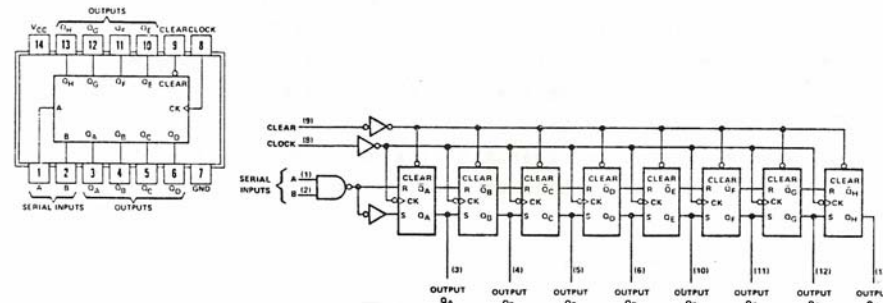 OUTPUTS
VCC QH QG QF QE CLEAR CLOCK
14 13 12 11 10 9 8
QH QG QF QE CLEAR
A CK
B QA QB QC QD
1 2 3 4 5 6 7
A B QA QB QC QD GND
SERIAL INPUTS OUTPUTS
CLEAR (9)
CLOCK (8)
SERIAL INPUTS
A (1)
B (2)
CLEAR CLEAR CLEAR CLEAR CLEAR CLEAR CLEAR CLEAR
R Q̄A R Q̄B R Q̄C R Q̄D R Q̄E R Q̄F R Q̄G R Q̄H
CK CK CK CK CK CK CK CK
S QA S QB S QC S QD S QE S QF S QG S QH
(3) (4) (5) (6) (10) (11) (12)
OUTPUT OUTPUT OUTPUT OUTPUT OUTPUT OUTPUT OUTPUT
QA